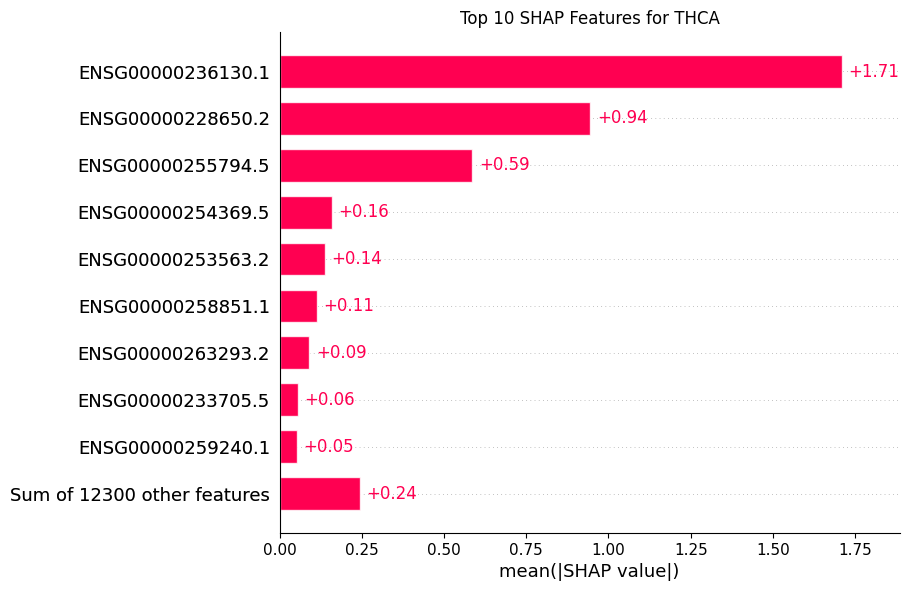 Top 10 SHAP Features for THCA
ENSG00000236130.1 +1.71
ENSG00000228650.2 +0.94
ENSG00000255794.5 +0.59
ENSG00000254369.5 +0.16
ENSG00000253563.2 +0.14
ENSG00000258851.1 +0.11
ENSG00000263293.2 +0.09
ENSG00000233705.5 +0.06
ENSG00000259240.1 +0.05
Sum of 12300 other features +0.24
0.00 0.25 0.50 0.75 1.00 1.25 1.50 1.75
mean(|SHAP value|)